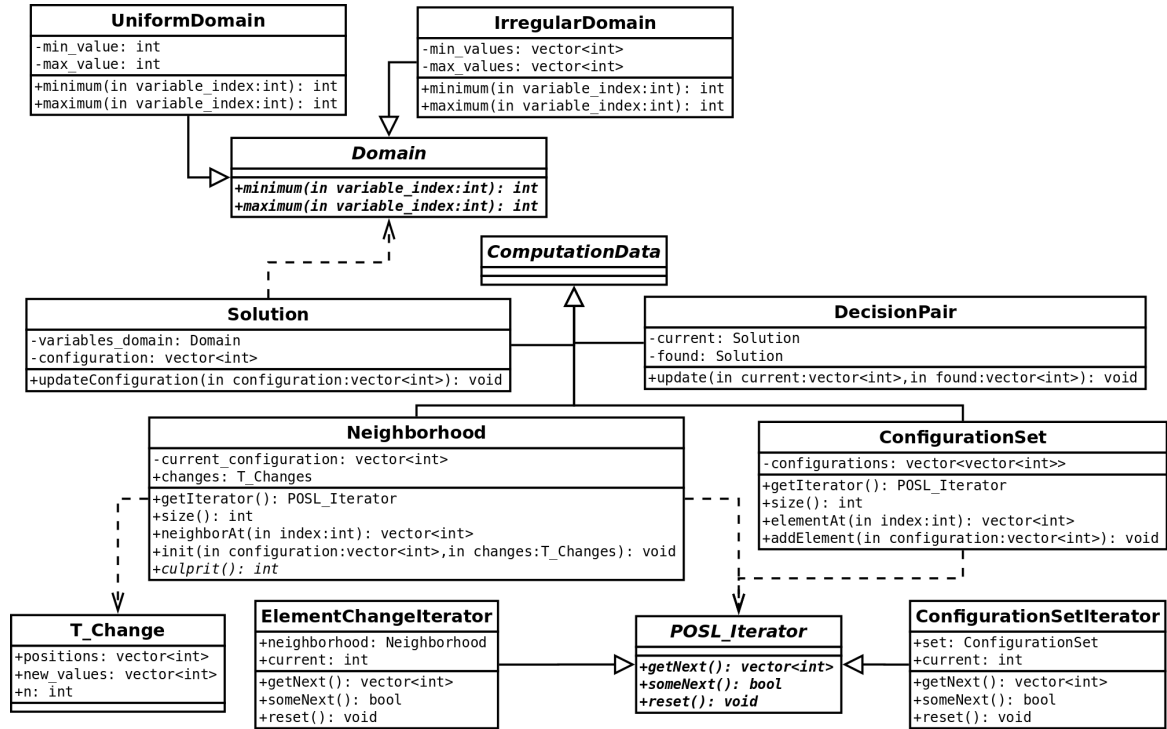 UniformDomain
-min_value: int
-max_value: int
+minimum(in variable_index:int): int
+maximum(in variable_index:int): int
IrregularDomain
-min_values: vector<int>
-max_values: vector<int>
+minimum(in variable_index:int): int
+maximum(in variable_index:int): int
Domain
+minimum(in variable_index:int): int
+maximum(in variable_index:int): int
ComputationData
Solution
-variables_domain: Domain
-configuration: vector<int>
+updateConfiguration(in configuration:vector<int>): void
DecisionPair
-current: Solution
-found: Solution
+update(in current:vector<int>,in found:vector<int>): void
Neighborhood
-current_configuration: vector<int>
+changes: T_Changes
+getIterator(): POSL_Iterator
+size(): int
+neighborAt(in index:int): vector<int>
+init(in configuration:vector<int>,in changes:T_Changes): void
+culprit(): int
ConfigurationSet
-configurations: vector<vector<int>>
+getIterator(): POSL_Iterator
+size(): int
+elementAt(in index:int): vector<int>
+addElement(in configuration:vector<int>): void
T_Change
+positions: vector<int>
+new_values: vector<int>
+n: int
ElementChangeIterator
+neighborhood: Neighborhood
+current: int
+getNext(): vector<int>
+someNext(): bool
+reset(): void
POSL_Iterator
+getNext(): vector<int>
+someNext(): bool
+reset(): void
ConfigurationSetIterator
+set: ConfigurationSet
+current: int
+getNext(): vector<int>
+someNext(): bool
+reset(): void